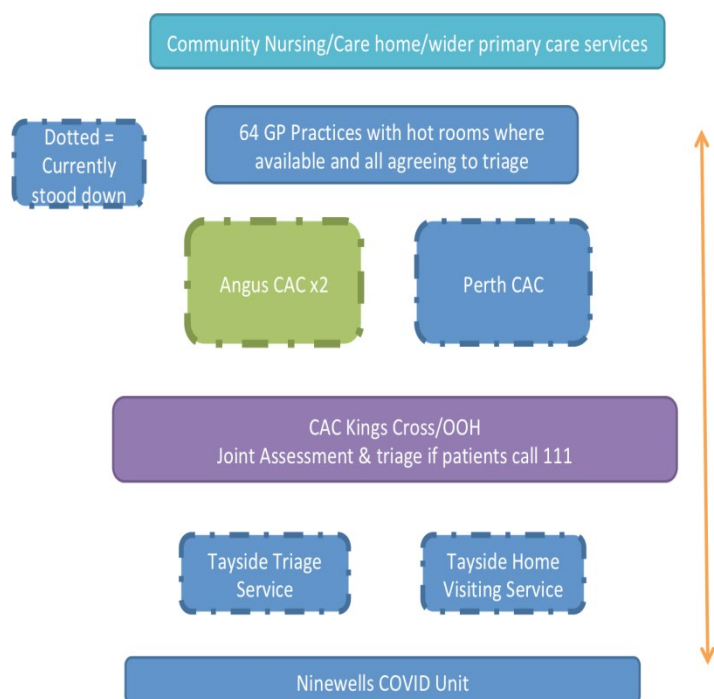 Community Nursing/Care home/wider primary care services
Dotted =
Currently
stood down
64 GP Practices with hot rooms where
available and all agreeing to triage
Angus CAC x2
Perth CAC
CAC Kings Cross/OOH
Joint Assessment & triage if patients call 111
Tayside Triage
Service
Tayside Home
Visiting Service
Ninewells COVID Unit